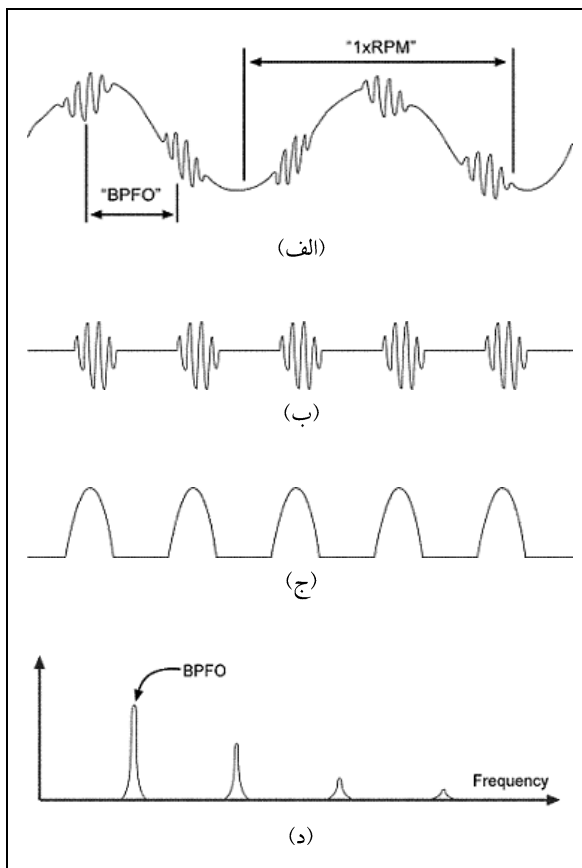 “1xRPM”
“BPFO”
(الف)
(ب)
(ج)
BPFO
Frequency
(د)